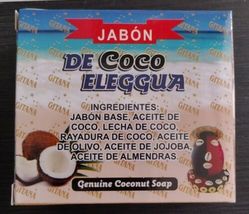 JABÓN
DE COCO
ELEGGUA
INGREDIENTES:
JABÓN BASE, ACEITE DE
COCO, LECHA DE COCO,
RAYADURA DE COCO, ACEITE
DE OLIVO, ACEITE DE JOJOBA,
ACEITE DE ALMENDRAS.
Genuine Coconut Soap
GITANA